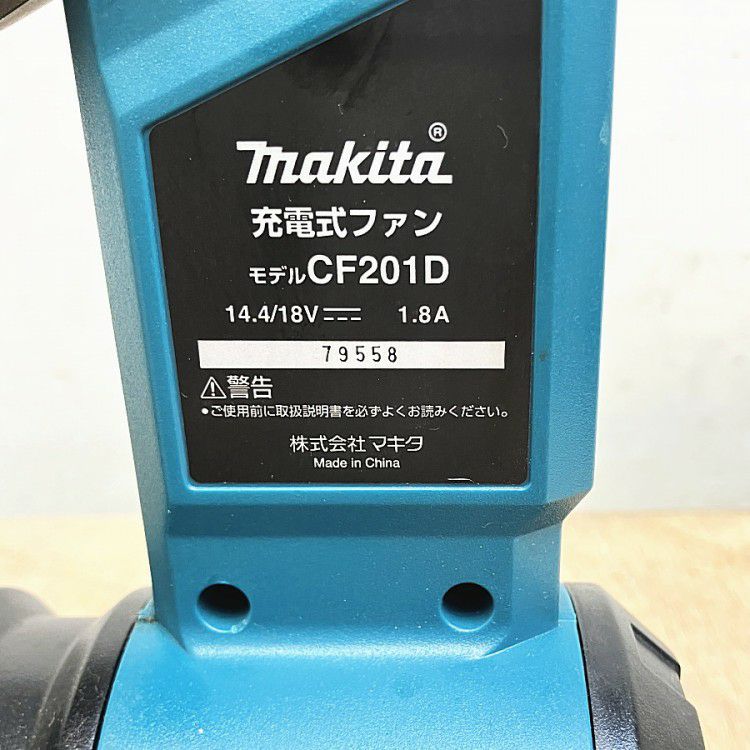 makita®
充電式ファン
モデルCF201D
14.4/18V⎓ 1.8A
79558
⚠警告
●ご使用前に取扱説明書を必ずよくお読みください。
株式会社マキタ
Made in China